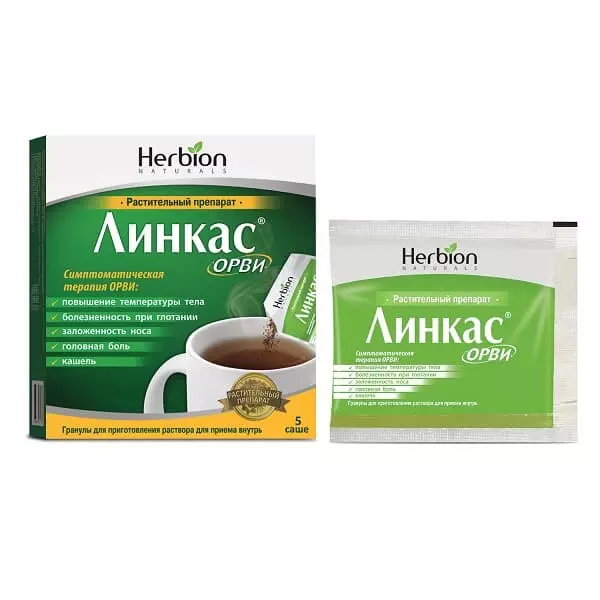 Herbion
NATURALS
• Растительный препарат •
Линкас®
ОРВИ
Симптоматическая
терапия ОРВИ:
✓ повышение температуры тела
✓ болезненность при глотании
✓ заложенность носа
✓ головная боль
✓ кашель
Herbion
РАСТИТЕЛЬНЫЙ
ПРЕПАРАТ
5
саше
Гранулы для приготовления раствора для приема внутрь
Herbion
NATURALS
Растительный препарат
Линкас®
ОРВИ
Симптоматическая
терапия ОРВИ:
✓ повышение температуры тела
✓ болезненность при глотании
✓ заложенность носа
✓ головная боль
✓ кашель
Гранулы для приготовления раствора для приема внутрь